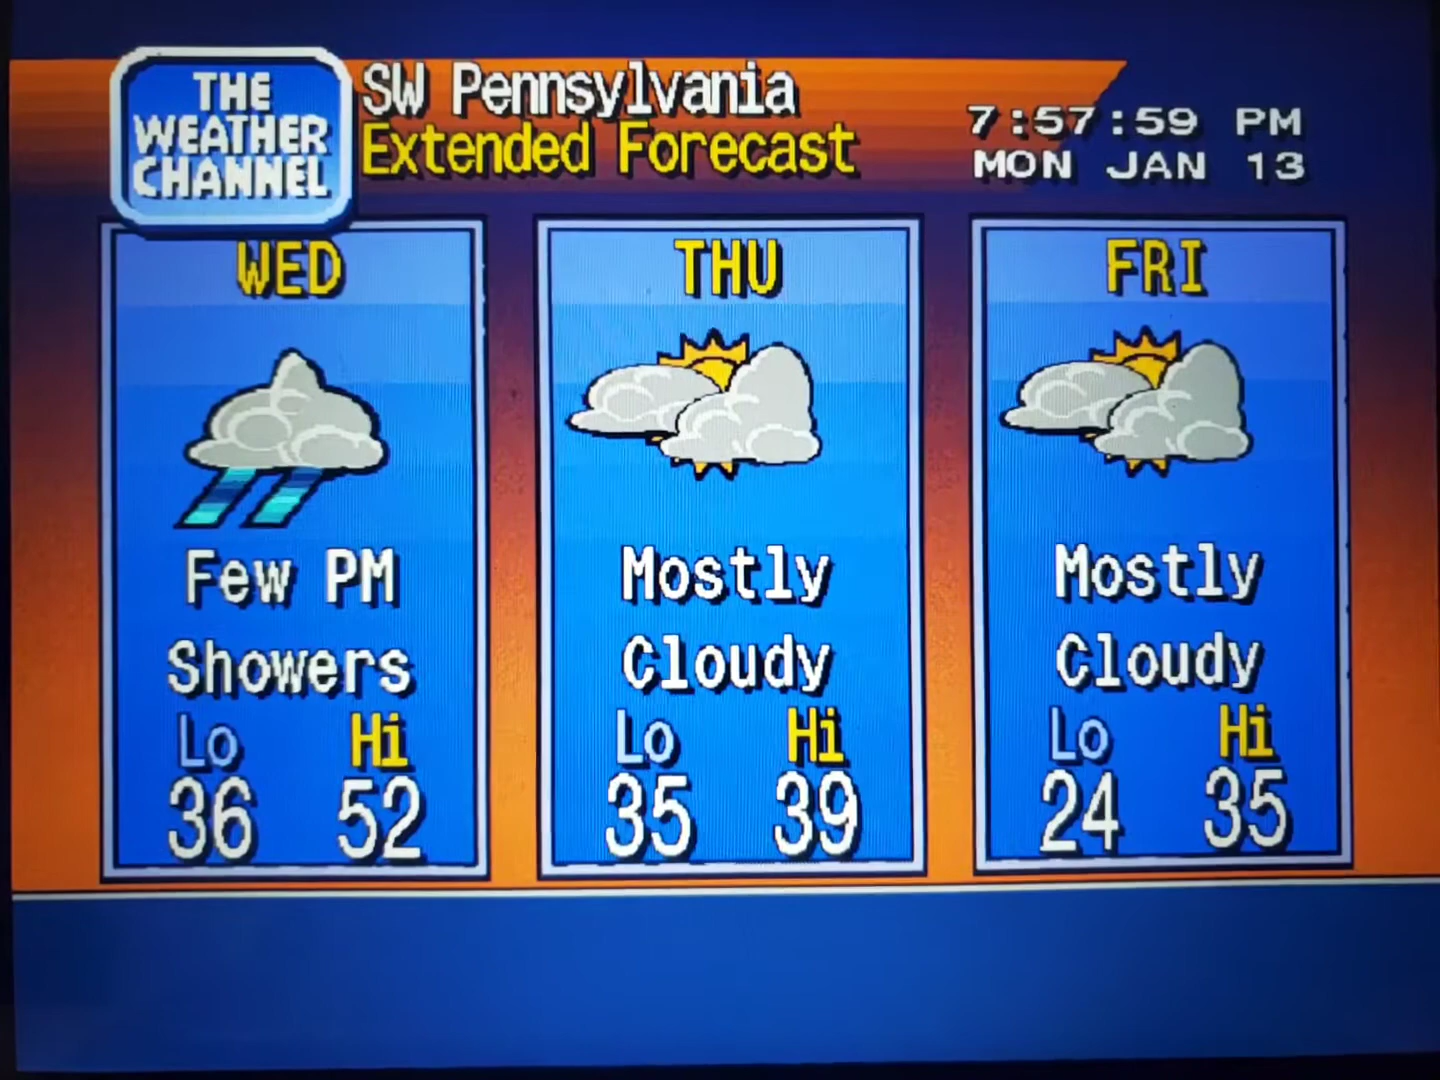 THE
WEATHER
CHANNEL
SW Pennsylvania
Extended Forecast
7:57:59 PM
MON JAN 13
WED
Few PM
Showers
Lo Hi
36 52
THU
Mostly
Cloudy
Lo Hi
35 39
FRI
Mostly
Cloudy
Lo Hi
24 35